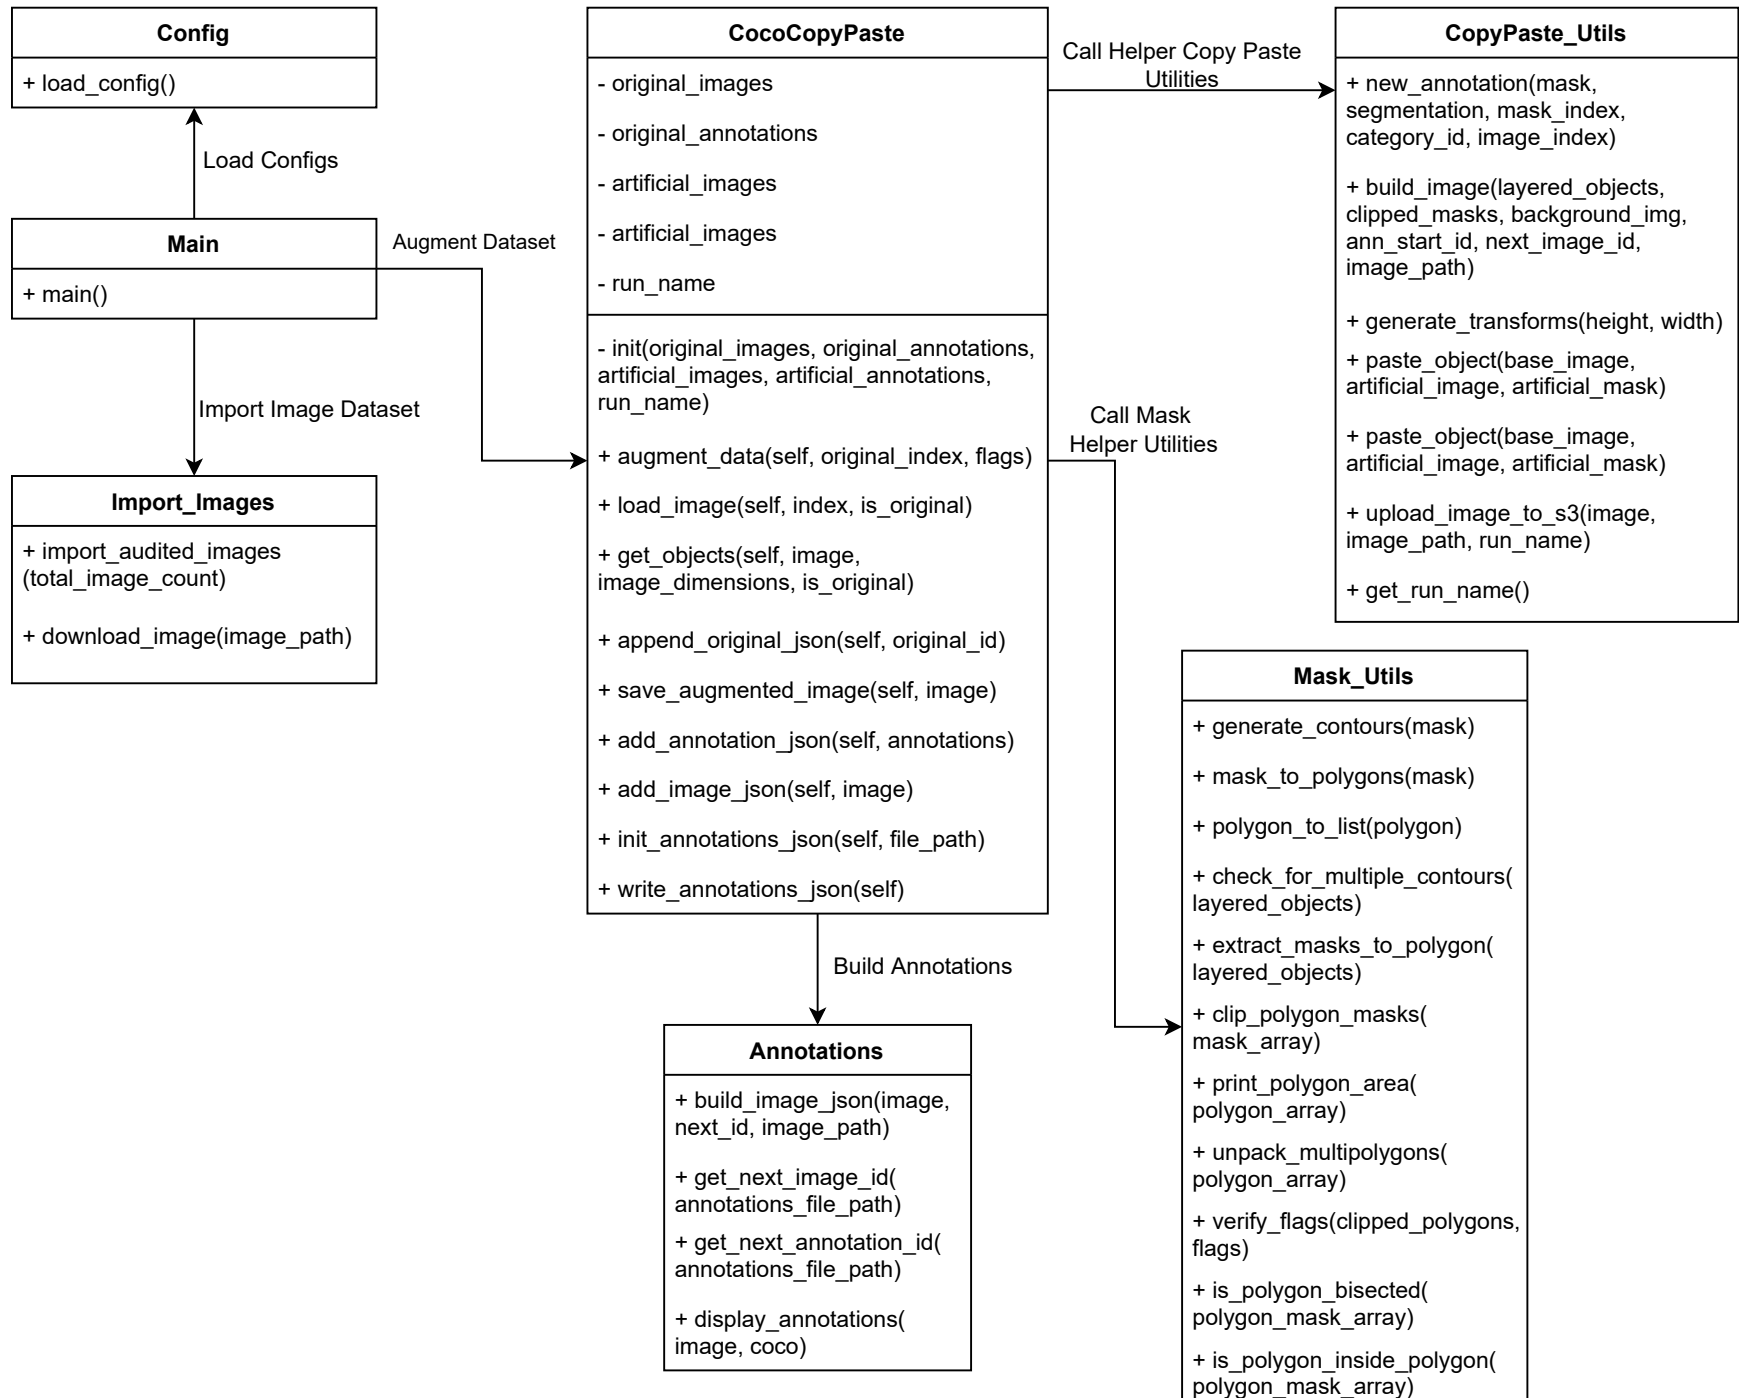 Config
+ load_config()
Load Configs
Main
+ main()
Augment Dataset
Import Image Dataset
Import_Images
+ import_audited_images
(total_image_count)
+ download_image(image_path)
CocoCopyPaste
- original_images
- original_annotations
- artificial_images
- artificial_images
- run_name
- init(original_images, original_annotations,
artificial_images, artificial_annotations,
run_name)
+ augment_data(self, original_index, flags)
+ load_image(self, index, is_original)
+ get_objects(self, image,
image_dimensions, is_original)
+ append_original_json(self, original_id)
+ save_augmented_image(self, image)
+ add_annotation_json(self, annotations)
+ add_image_json(self, image)
+ init_annotations_json(self, file_path)
+ write_annotations_json(self)
Build Annotations
Annotations
+ build_image_json(image,
next_id, image_path)
+ get_next_image_id(
annotations_file_path)
+ get_next_annotation_id(
annotations_file_path)
+ display_annotations(
image, coco)
Call Helper Copy Paste
Utilities
Call Mask
Helper Utilities
CopyPaste_Utils
+ new_annotation(mask,
segmentation, mask_index,
category_id, image_index)
+ build_image(layered_objects,
clipped_masks, background_img,
ann_start_id, next_image_id,
image_path)
+ generate_transforms(height, width)
+ paste_object(base_image,
artificial_image, artificial_mask)
+ paste_object(base_image,
artificial_image, artificial_mask)
+ upload_image_to_s3(image,
image_path, run_name)
+ get_run_name()
Mask_Utils
+ generate_contours(mask)
+ mask_to_polygons(mask)
+ polygon_to_list(polygon)
+ check_for_multiple_contours(
layered_objects)
+ extract_masks_to_polygon(
layered_objects)
+ clip_polygon_masks(
mask_array)
+ print_polygon_area(
polygon_array)
+ unpack_multipolygons(
polygon_array)
+ verify_flags(clipped_polygons,
flags)
+ is_polygon_bisected(
polygon_mask_array)
+ is_polygon_inside_polygon(
polygon_mask_array)